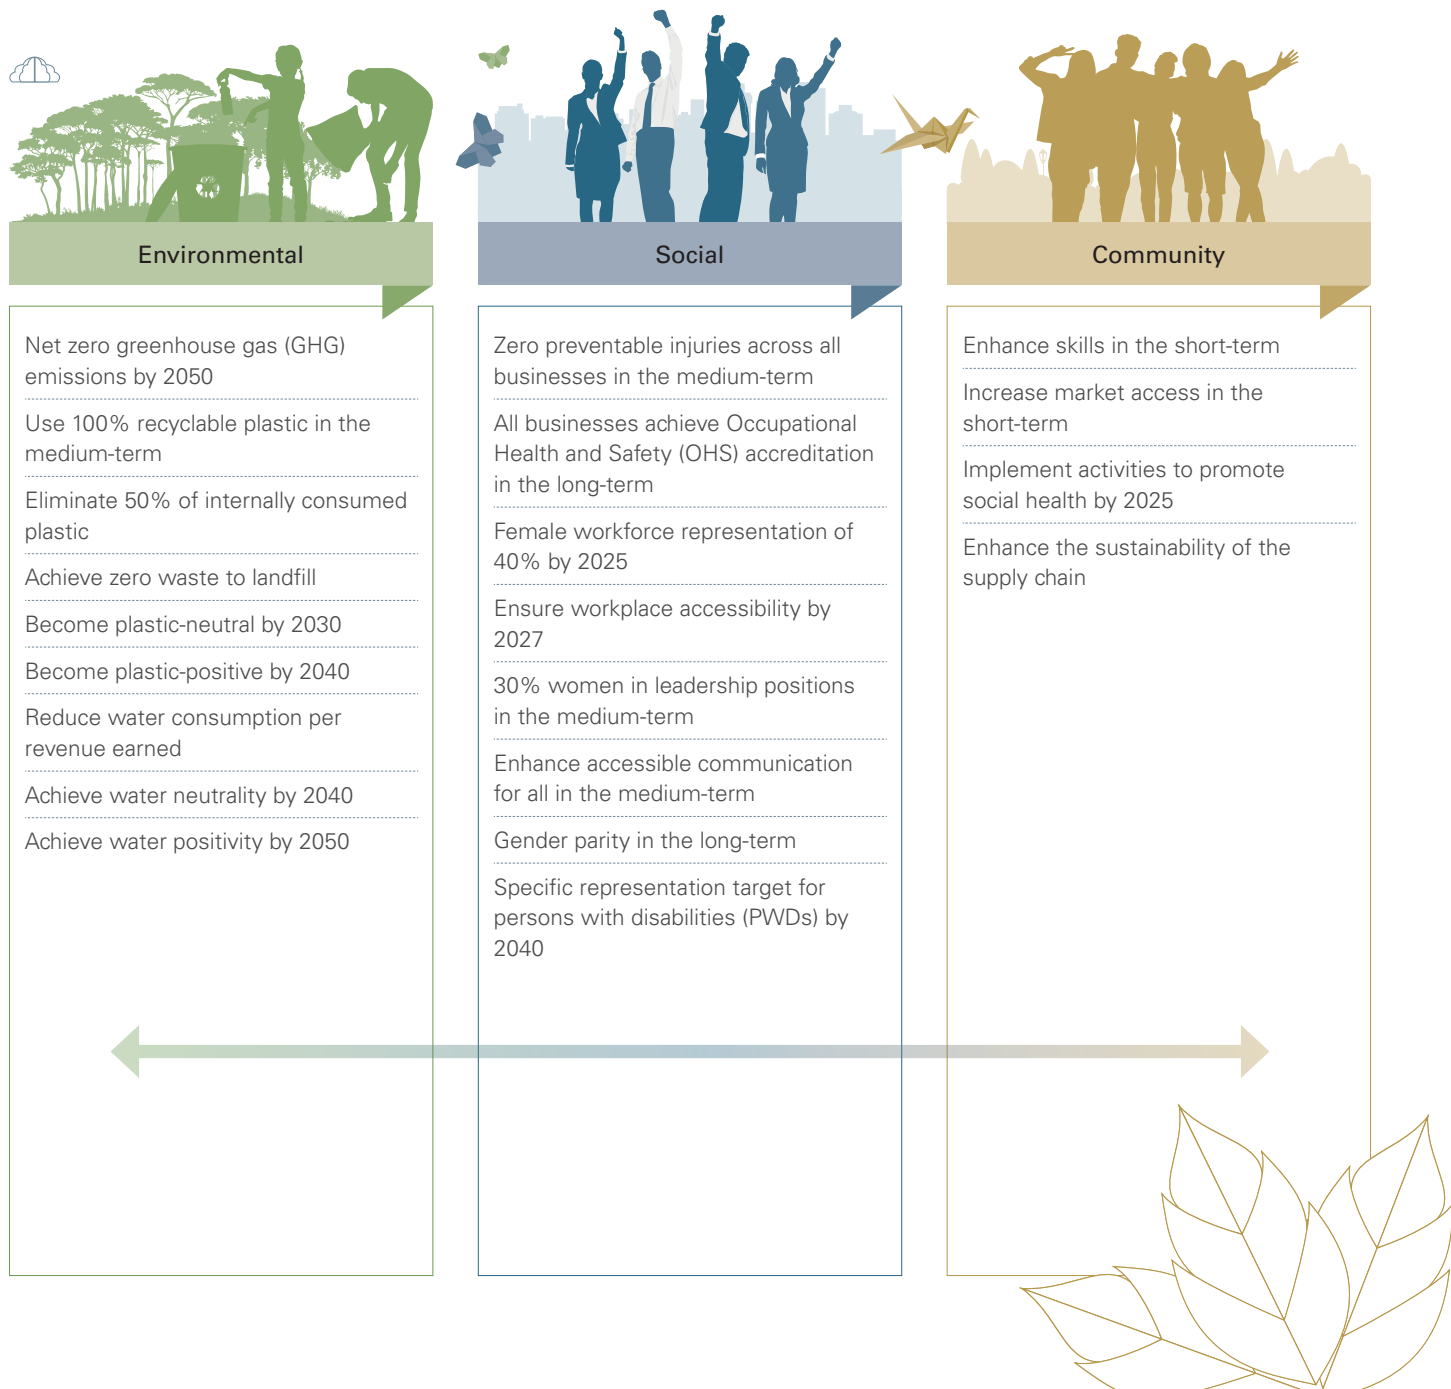 Environmental
Net zero greenhouse gas (GHG)
emissions by 2050
Use 100% recyclable plastic in the
medium-term
Eliminate 50% of internally consumed
plastic
Achieve zero waste to landfill
Become plastic-neutral by 2030
Become plastic-positive by 2040
Reduce water consumption per
revenue earned
Achieve water neutrality by 2040
Achieve water positivity by 2050
Social
Zero preventable injuries across all
businesses in the medium-term
All businesses achieve Occupational
Health and Safety (OHS) accreditation
in the long-term
Female workforce representation of
40% by 2025
Ensure workplace accessibility by
2027
30% women in leadership positions
in the medium-term
Enhance accessible communication
for all in the medium-term
Gender parity in the long-term
Specific representation target for
persons with disabilities (PWDs) by
2040
Community
Enhance skills in the short-term
Increase market access in the
short-term
Implement activities to promote
social health by 2025
Enhance the sustainability of the
supply chain